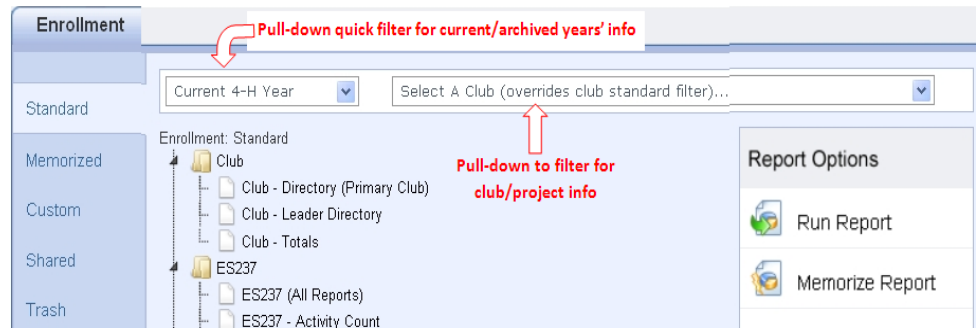 Enrollment
Pull-down quick filter for current/archived years' info
Current 4-H Year
Select A Club (overrides club standard filter)...
Standard
Memorized
Custom
Shared
Trash
Enrollment: Standard
Club
Club - Directory (Primary Club)
Club - Leader Directory
Club - Totals
ES237
ES237 (All Reports)
ES237 - Activity Count
Pull-down to filter for
club/project info
Report Options
Run Report
Memorize Report